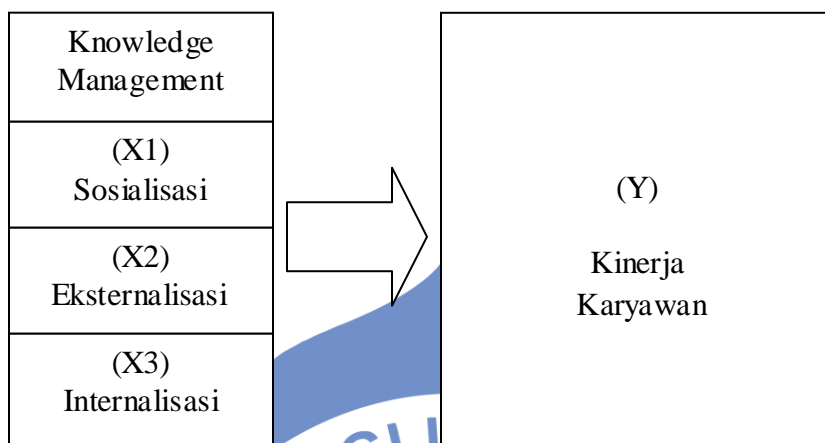 Knowledge
Management
(X1)
Sosialisasi
(X2)
Eksternalisasi
(X3)
Internalisasi
(Y)
Kinerja
Karyawan